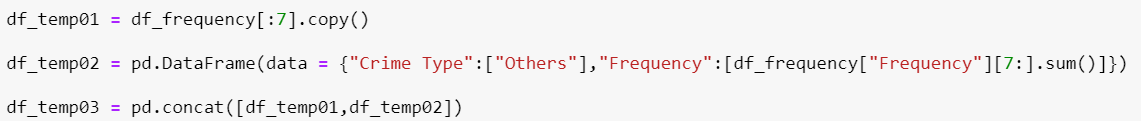 df_temp01 = df_frequency[:7].copy()
df_temp02 = pd.DataFrame(data = {"Crime Type":["Others"],"Frequency":[df_frequency["Frequency"][7:].sum()]})
df_temp03 = pd.concat([df_temp01,df_temp02])